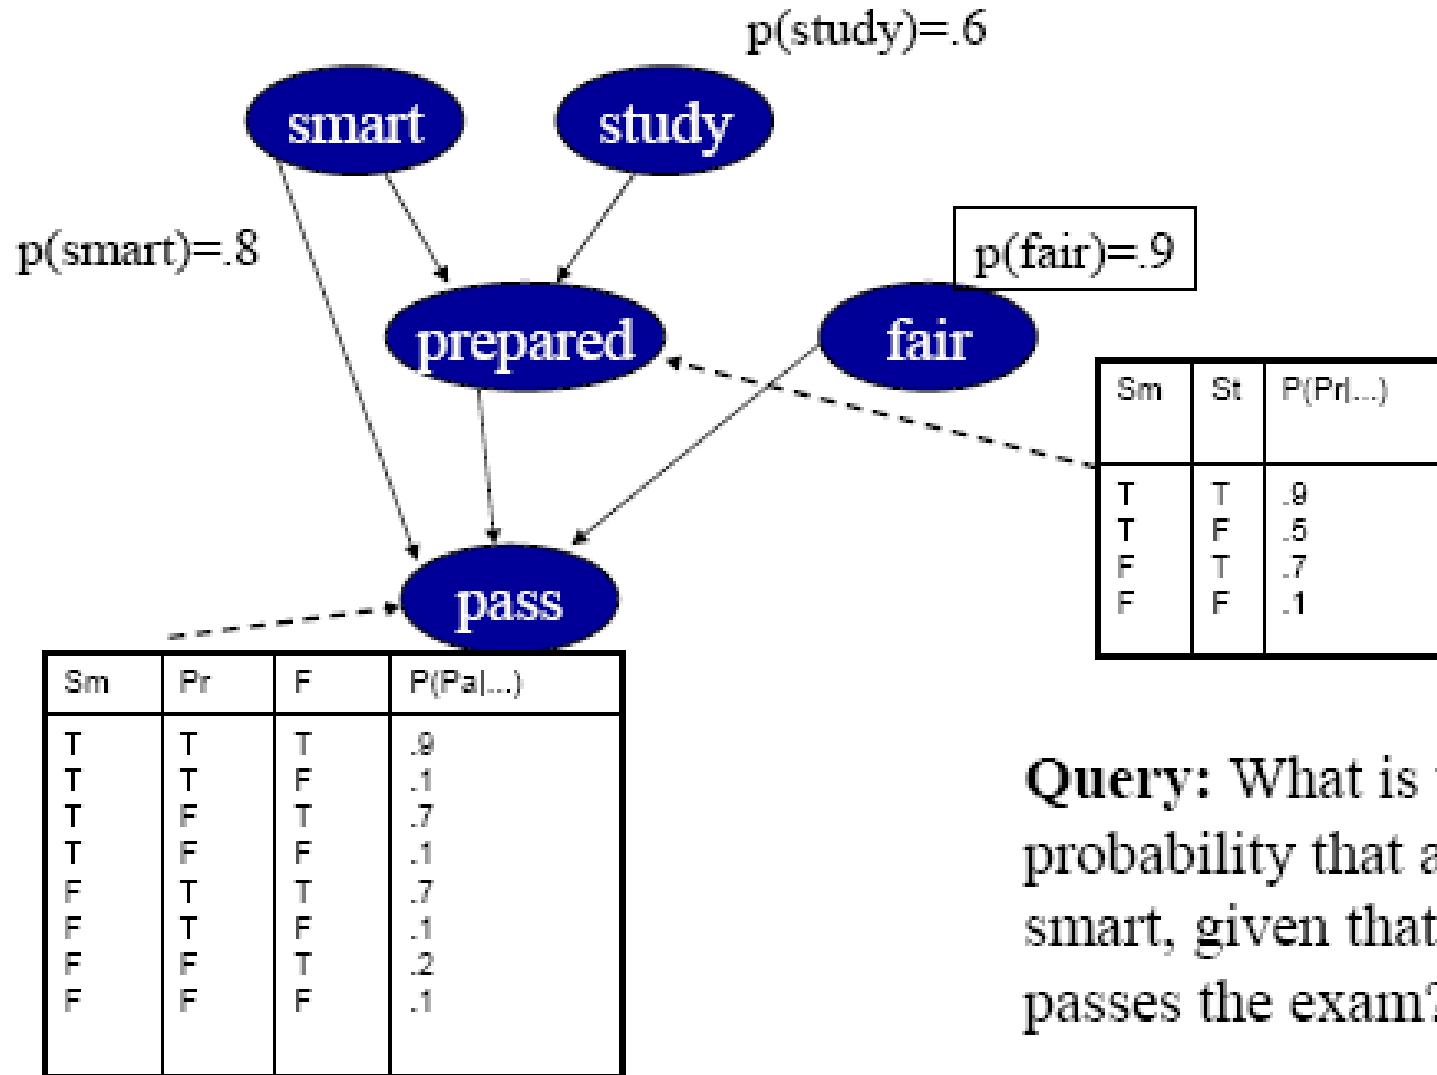 p(study)=.6
smart
study
p(smart)=.8
p(fair)=.9
prepared
fair
Sm St P(Pr|...)
T T .9
T F .5
F T .7
F F .1
pass
Sm Pr F P(Pa|...)
T T T .9
T T F .1
T F T .7
T F F .1
F T T .7
F T F .1
F F T .2
F F F .1
Query: What is
probability that
smart, given that
passes the exam?